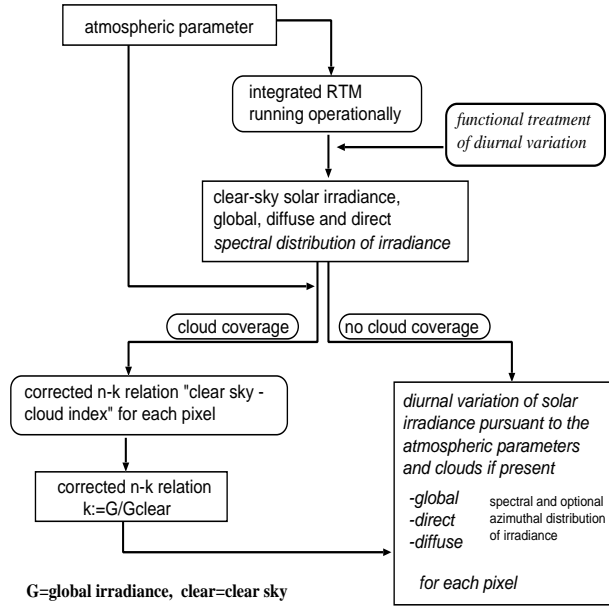 atmospheric parameter
integrated RTM
running operationally
functional treatment
of diurnal variation
clear-sky solar irradiance,
global, diffuse and direct
spectral distribution of irradiance
cloud coverage
no cloud coverage
corrected n-k relation "clear sky -
cloud index" for each pixel
corrected n-k relation
k:=G/Gclear
diurnal variation of solar
irradiance pursuant to the
atmospheric parameters
and clouds if present
-global
-direct
-diffuse
spectral and optional
azimuthal distribution
of irradiance
for each pixel
G=global irradiance, clear=clear sky